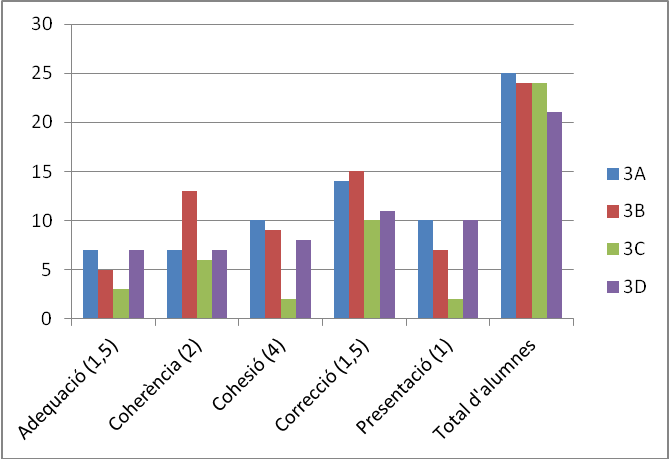 30
25
20
15
10
5
0
Adequació (1,5)
Coherència (2)
Cohesió (4)
Correcció (1,5)
Presentació (1)
Total d'alumnes
3A
3B
3C
3D